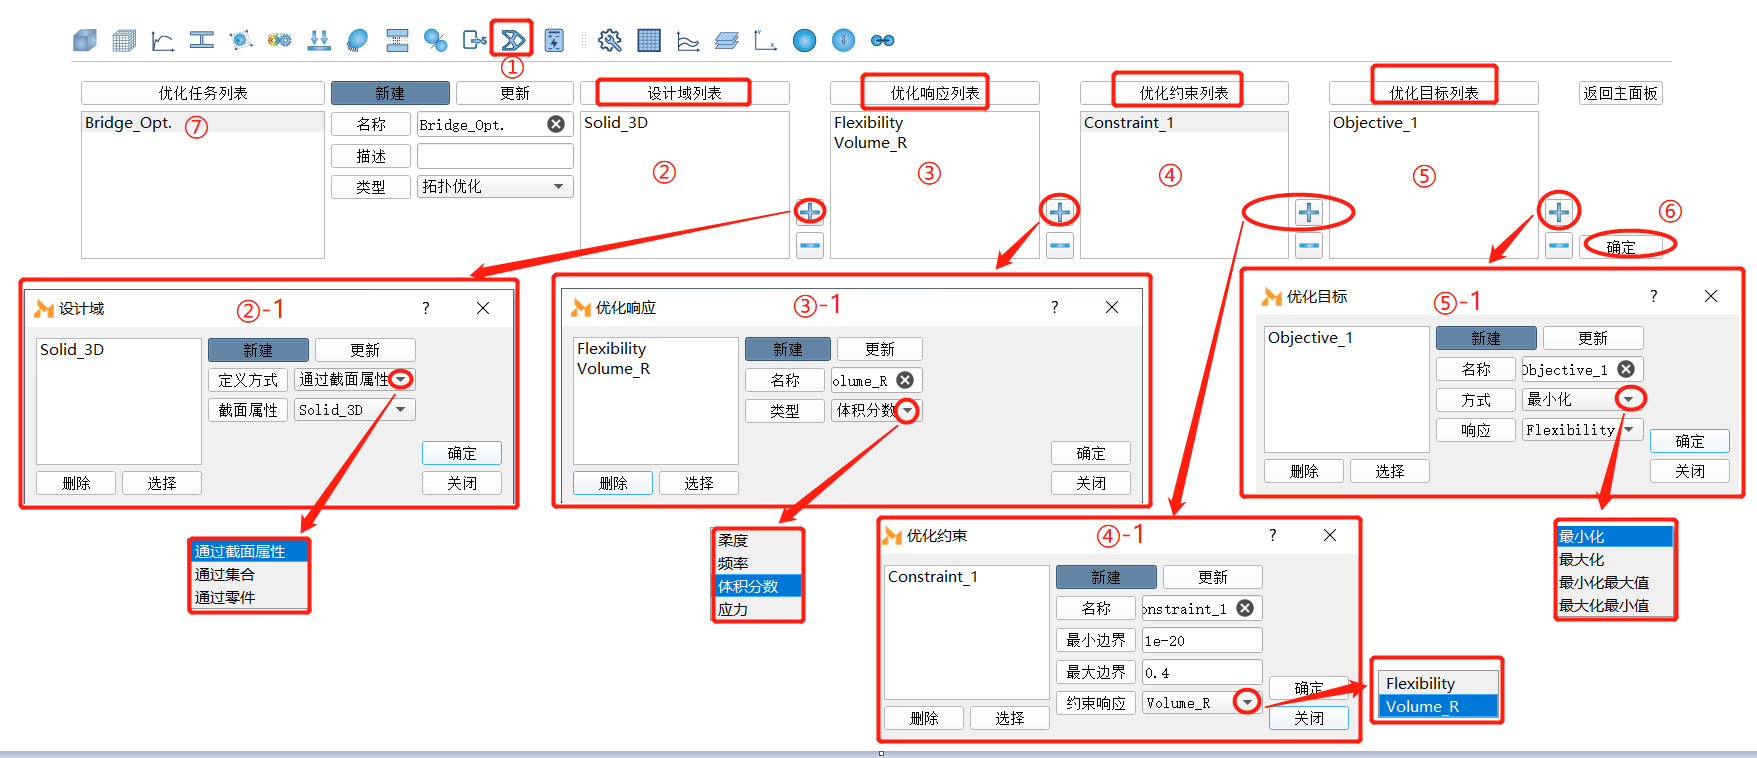 ①
优化任务列表 新建 更新 设计域列表 优化响应列表 优化约束列表 优化目标列表 返回主面板
Bridge_Opt. ⑦
名称 Bridge_Opt.
描述
类型 拓扑优化
Solid_3D
②
Flexibility
Volume_R
③
Constraint_1
④
Objective_1
⑤
⑥
确定
设计域 ②-1 ?
Solid_3D
新建 更新
定义方式 通过截面属性
截面属性 Solid_3D
确定
删除 选择 关闭
通过截面属性
通过集合
通过零件
优化响应 ③-1 ?
Flexibility
Volume_R
新建 更新
名称 olume_R
类型 体积分数
确定
删除 选择 关闭
柔度
频率
体积分数
应力
优化约束 ④-1 ?
Constraint_1
新建 更新
名称 onstraint_1
最小边界 1e-20
最大边界 0.4
约束响应 Volume_R
确定
删除 选择 关闭
Flexibility
Volume_R
优化目标 ⑤-1 ?
Objective_1
新建 更新
名称 Objective_1
方式 最小化
响应 Flexibility
确定
删除 选择 关闭
最小化
最大化
最小化最大值
最大化最小值